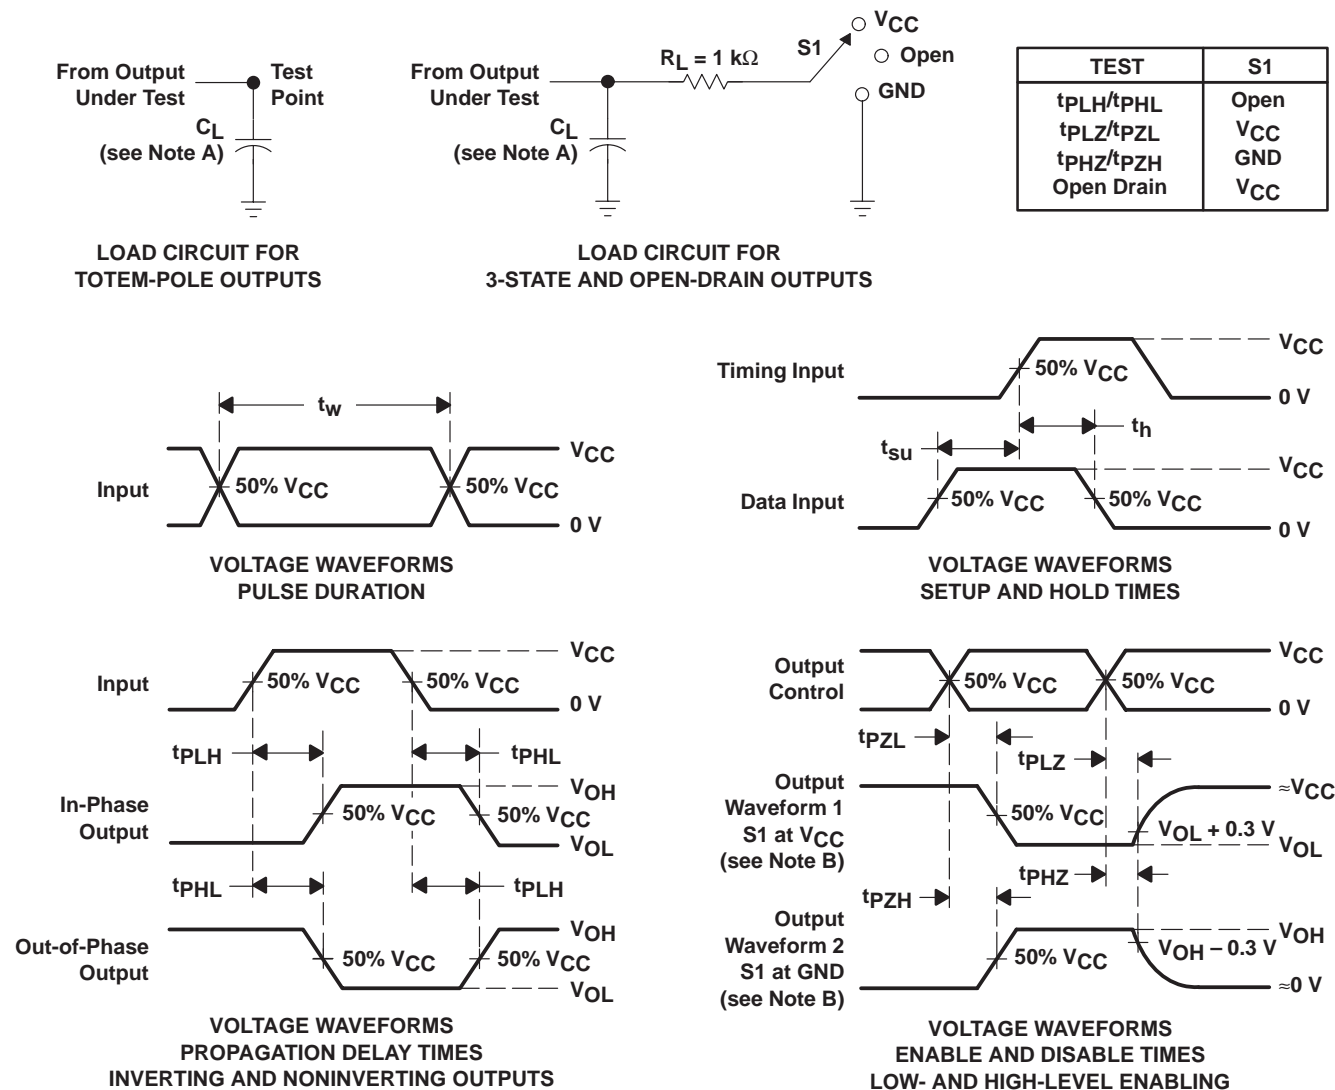 From Output
Under Test
Test
Point
CL
(see Note A)
LOAD CIRCUIT FOR
TOTEM-POLE OUTPUTS
From Output
Under Test
RL = 1 kΩ
S1
VCC
Open
GND
CL
(see Note A)
LOAD CIRCUIT FOR
3-STATE AND OPEN-DRAIN OUTPUTS
TEST S1
tPLH/tPHL Open
tPLZ/tPZL VCC
tPHZ/tPZH GND
Open Drain VCC
tw
Input
50% VCC
50% VCC
VCC
0 V
VOLTAGE WAVEFORMS
PULSE DURATION
Timing Input
50% VCC
VCC
0 V
th
tsu
Data Input
50% VCC
50% VCC
VCC
0 V
VOLTAGE WAVEFORMS
SETUP AND HOLD TIMES
Input
50% VCC
50% VCC
VCC
0 V
tPLH
tPHL
In-Phase
Output
50% VCC
50% VCC
VOH
VOL
tPHL
tPLH
Out-of-Phase
Output
50% VCC
50% VCC
VOH
VOL
VOLTAGE WAVEFORMS
PROPAGATION DELAY TIMES
INVERTING AND NONINVERTING OUTPUTS
Output
Control
50% VCC
50% VCC
VCC
0 V
tPZL
tPLZ
Output
Waveform 1
S1 at VCC
(see Note B)
50% VCC
VOL + 0.3 V
≈VCC
VOL
tPZH
tPHZ
Output
Waveform 2
S1 at GND
(see Note B)
50% VCC
VOH − 0.3 V
VOH
≈0 V
VOLTAGE WAVEFORMS
ENABLE AND DISABLE TIMES
LOW- AND HIGH-LEVEL ENABLING